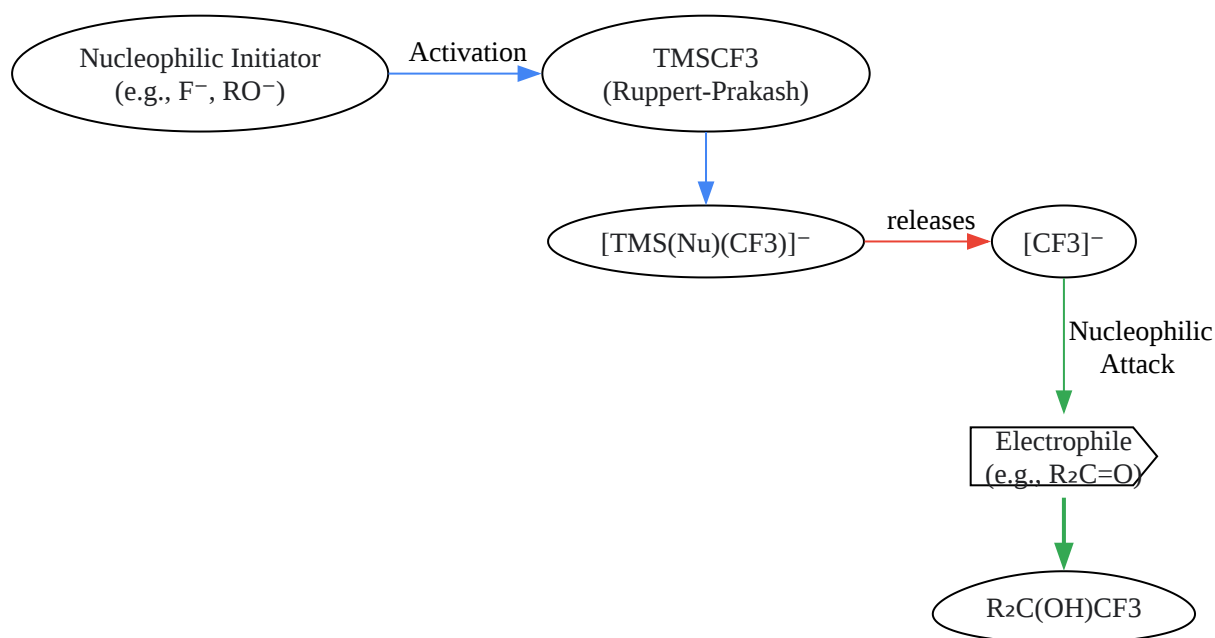 Nucleophilic Initiator
(e.g., F⁻, RO⁻)
Activation
TMSCF3
(Ruppert-Prakash)
[TMS(Nu)(CF3)]⁻
releases
[CF3]⁻
Nucleophilic
Attack
Electrophile
(e.g., R₂C=O)
R₂C(OH)CF3